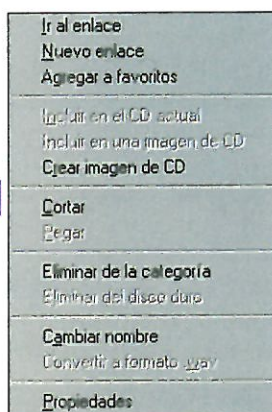 Ir al enlace
Nuevo enlace
Agregar a favoritos
Incluir en el CD actual
Incluir en una imagen de CD
Crear imagen de CD
Cortar
Pegar
Eliminar de la categoría
Eliminar del disco duro
Cambiar nombre
Convertir a formato .wav
Propiedades